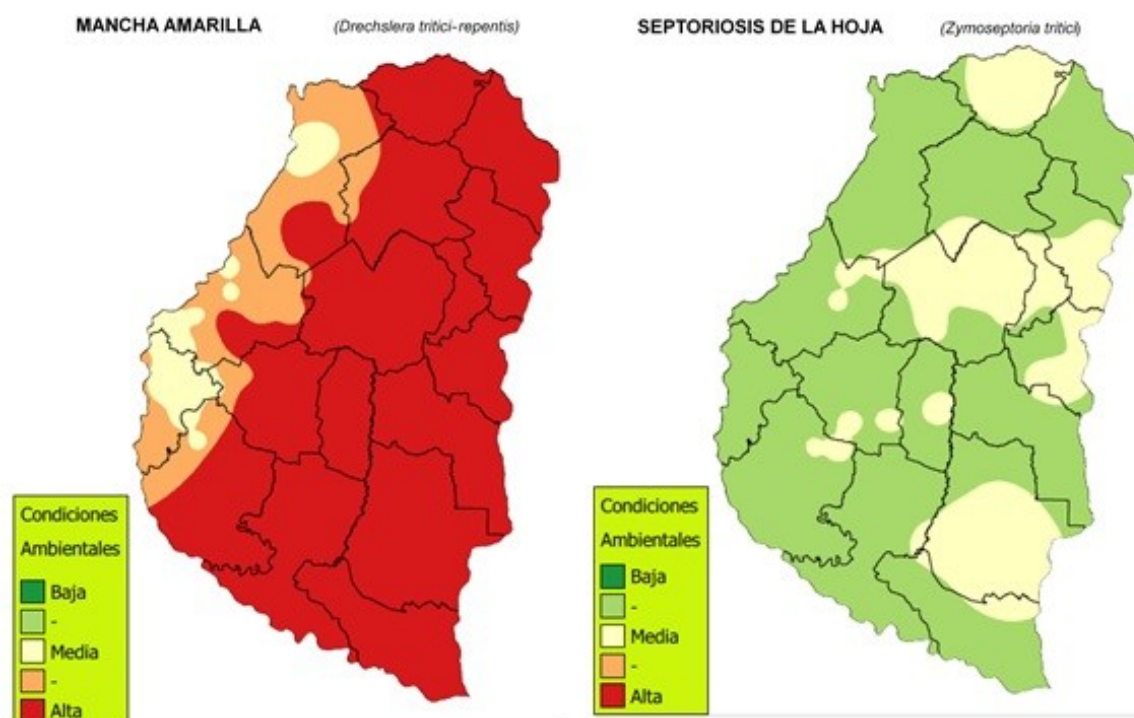 MANCHA AMARILLA (Drechslera tritici-repentis)
Condiciones
Ambientales
Baja
-
Media
-
Alta
SEPTORIOSIS DE LA HOJA (Zymoseptoria tritici)
Condiciones
Ambientales
Baja
-
Media
-
Alta